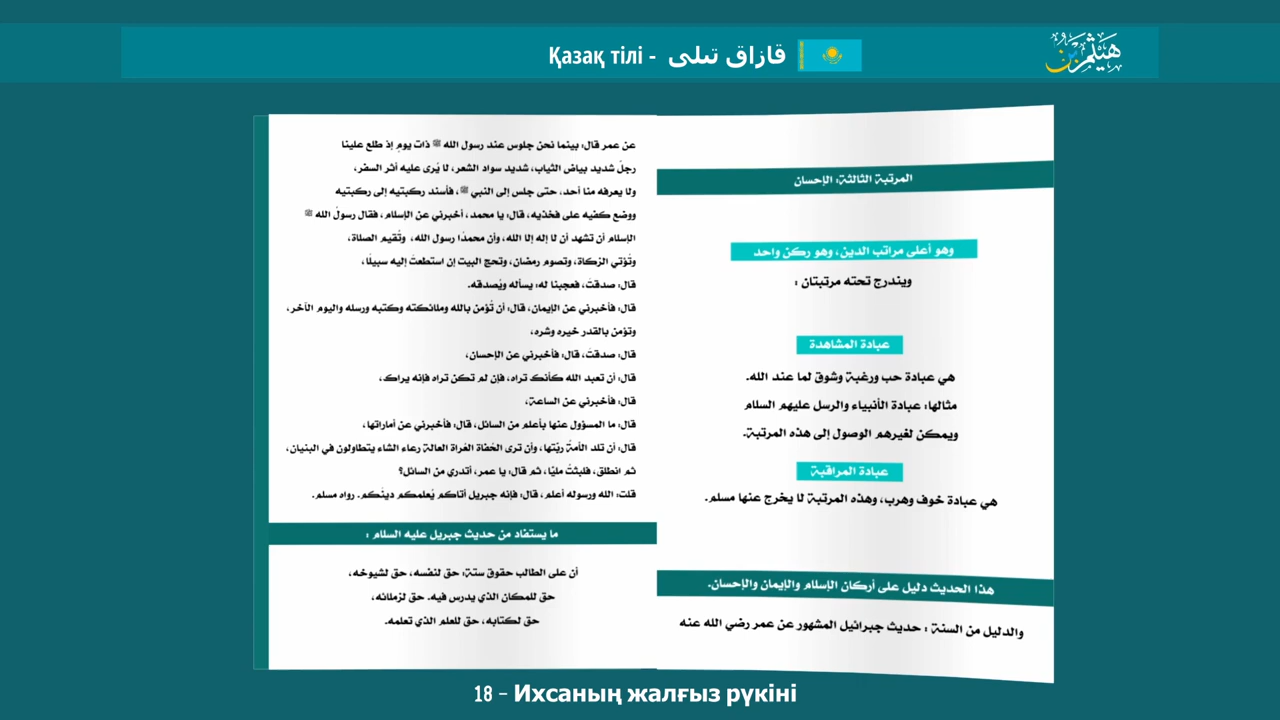 Қазақ тілі - قازاق تىلى
هيثم بن
المرتبة الثالثة: الإحسان
وهو أعلى مراتب الدين، وهو ركن واحد
ويندرج تحته مرتبتان :
عبادة المشاهدة
هي عبادة حب ورغبة وشوق لما عند الله.
مثالها: عبادة الأنبياء والرسل عليهم السلام
ويمكن لغيرهم الوصول إلى هذه المرتبة.
عبادة المراقبة
هي عبادة خوف وهرب، وهذه المرتبة لا يخرج عنها مسلم.
هذا الحديث دليل على أركان الإسلام والإيمان والإحسان.
والدليل من السنة : حديث جبرائيل المشهور عن عمر رضي الله عنه
عن عمر قال: بينما نحن جلوس عند رسول الله ﷺ ذات يوم إذ طلع علينا
رجلٌ شديد بياض الثياب، شديد سواد الشعر، لا يُرى عليه أثر السفر،
ولا يعرفه منا أحد، حتى جلس إلى النبي ﷺ، فأسند ركبتيه إلى ركبتيه
ووضع كفيه على فخذيه، قال: يا محمد، أخبرني عن الإسلام، فقال رسولُ الله ﷺ
الإسلام أن تشهد أن لا إله إلا الله، وأن محمدًا رسول الله، وتُقيم الصلاة،
وتُؤتي الزكاة، وتصوم رمضان، وتحج البيت إن استطعتَ إليه سبيلًا،
قال: صدقتَ، فعجبنا له: يسأله ويُصدقه.
قال: فأخبرني عن الإيمان، قال: أن تُؤمن بالله وملائكته وكتبه ورسله واليوم الأخر،
وتؤمن بالقدر خيره وشره،
قال: صدقتَ، قال: فأخبرني عن الإحسان،
قال: أن تعبد الله كأنك تراه، فإن لم تكن تراه فإنه يراك،
قال: فأخبرني عن الساعة،
قال: ما المسؤول عنها بأعلم من السائل، قال: فأخبرني عن أماراتها،
قال: أن تلد الأمةُ ربّتها، وأن ترى الحُفاة العُراة العالة رعاء الشاء يتطاولون في البنيان،
ثم انطلق، فلبثتُ مليًا، ثم قال: يا عمر، أتدري من السائل؟
قلت: الله ورسوله أعلم، قال: فإنه جبريل أتاكم يُعلمكم دينَكم. رواه مسلم.
ما يستفاد من حديث جبريل عليه السلام :
أن على الطالب حقوق ستة: حق لنفسه، حق لشيوخه،
حق للمكان الذي يدرس فيه. حق لزملائه،
حق لكتابه، حق للعلم الذي تعلمه.
18 - Ихсаның жалғыз рүкіні